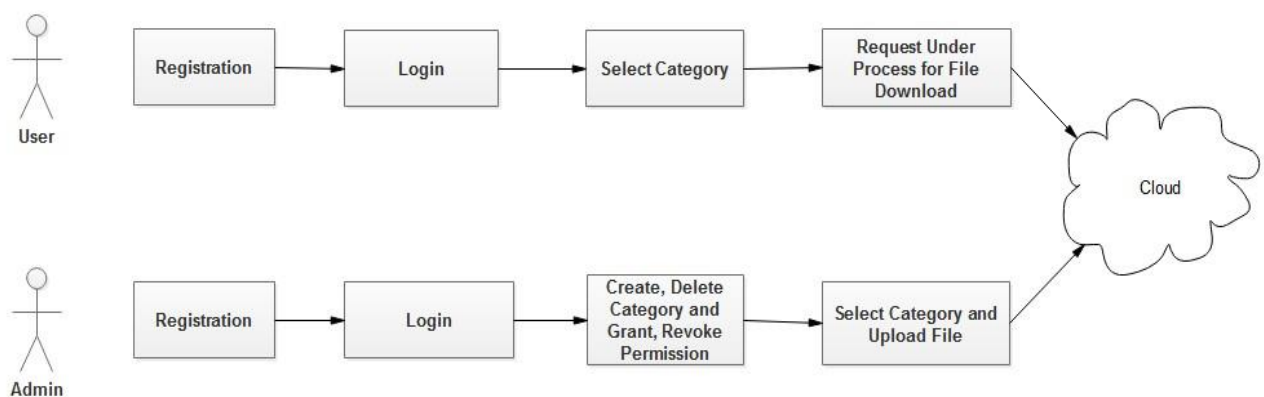 Registration
Login
Select Category
Request Under
Process for File
Download
User
Cloud
Registration
Login
Create, Delete
Category and
Grant, Revoke
Permission
Select Category and
Upload File
Admin